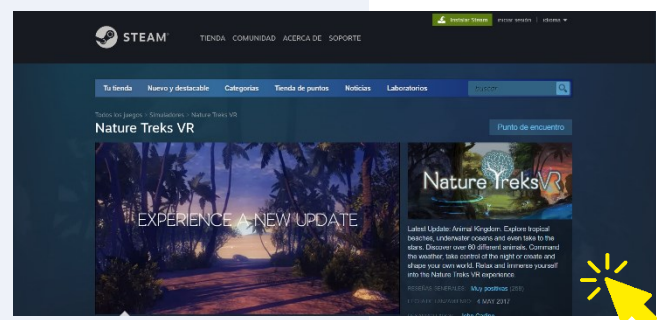 Instalar Steam iniciar sesión | idioma
STEAM
TIENDA COMUNIDAD ACERCA DE SOPORTE
Tu tienda Nuevo y destacable Categorías Tienda de puntos Noticias Laboratorios buscar
Todos los juegos > Simuladores > Nature Treks VR
Nature Treks VR
Punto de encuentro
EXPERIENCE A NEW UPDATE
Nature Treks VR
Latest Update: Animal Kingdom. Explore tropical
beaches, underwater oceans and even take to the
stars. Discover over 60 different animals. Command
the weather, take control of the night or create and
shape your own world. Relax and immerse yourself
into the Nature Treks VR experience
RESEÑAS GENERALES: Muy positivas
4 MAY 2017
John Carline